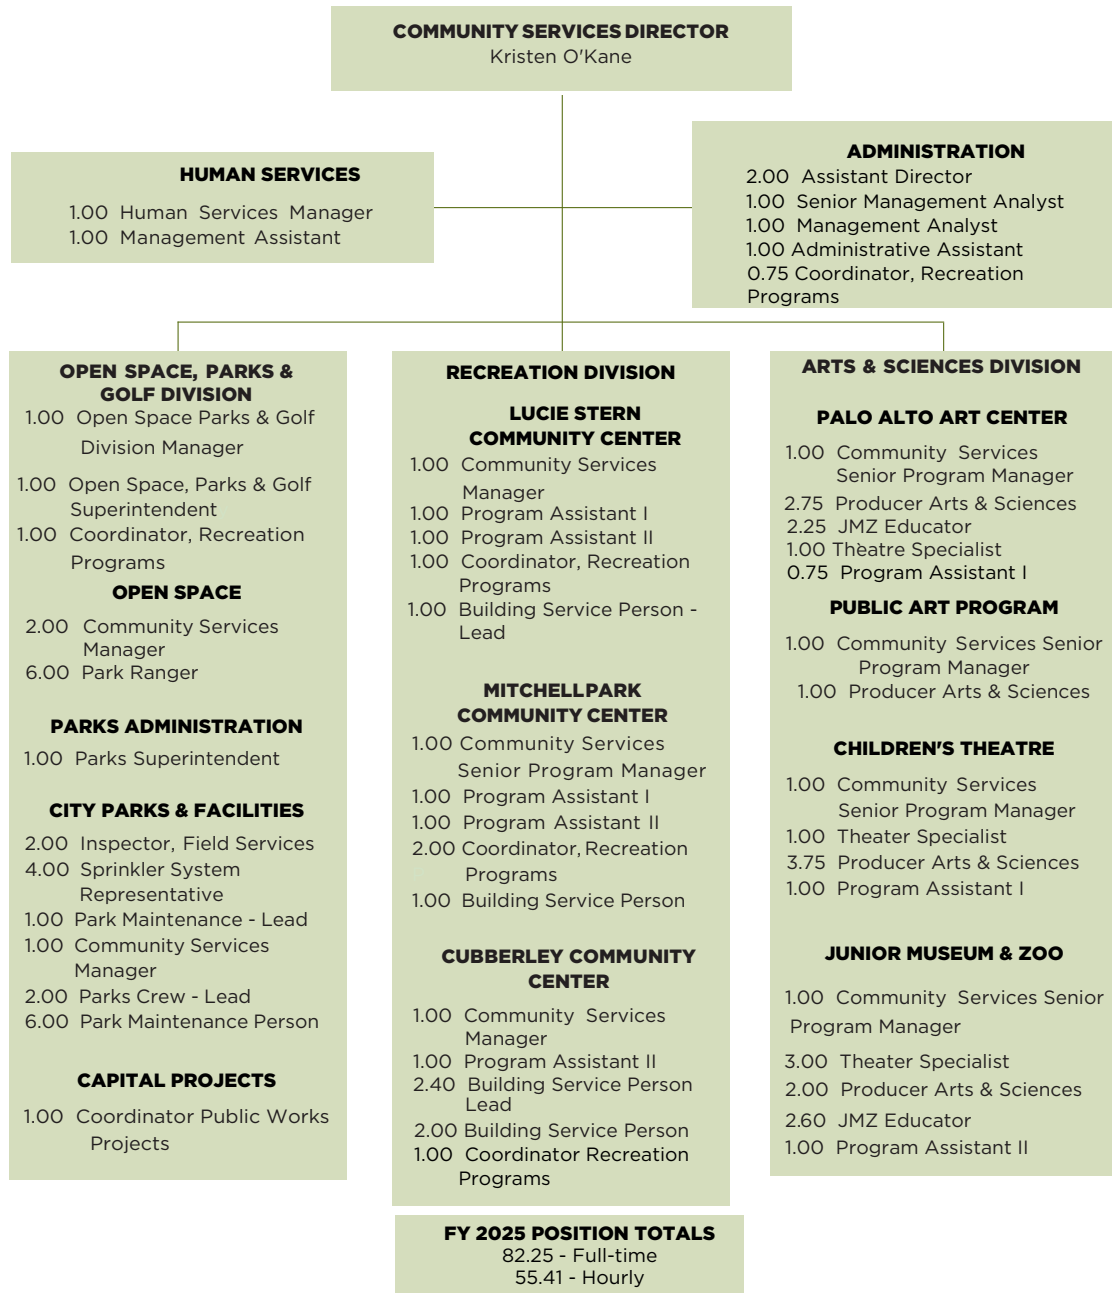 COMMUNITY SERVICES DIRECTOR
Kristen O'Kane
HUMAN SERVICES
1.00 Human Services Manager
1.00 Management Assistant
ADMINISTRATION
2.00 Assistant Director
1.00 Senior Management Analyst
1.00 Management Analyst
1.00 Administrative Assistant
0.75 Coordinator, Recreation
Programs
OPEN SPACE, PARKS &
GOLF DIVISION
1.00 Open Space Parks & Golf
Division Manager
1.00 Open Space, Parks & Golf
Superintendent
1.00 Coordinator, Recreation
Programs
OPEN SPACE
2.00 Community Services
Manager
6.00 Park Ranger
PARKS ADMINISTRATION
1.00 Parks Superintendent
CITY PARKS & FACILITIES
2.00 Inspector, Field Services
4.00 Sprinkler System
Representative
1.00 Park Maintenance - Lead
1.00 Community Services
Manager
2.00 Parks Crew - Lead
6.00 Park Maintenance Person
CAPITAL PROJECTS
1.00 Coordinator Public Works
Projects
RECREATION DIVISION
LUCIE STERN
COMMUNITY CENTER
1.00 Community Services
Manager
1.00 Program Assistant I
1.00 Program Assistant II
1.00 Coordinator, Recreation
Programs
1.00 Building Service Person -
Lead
MITCHELL PARK
COMMUNITY CENTER
1.00 Community Services
Senior Program Manager
1.00 Program Assistant I
1.00 Program Assistant II
2.00 Coordinator, Recreation
Programs
1.00 Building Service Person
CUBBERLEY COMMUNITY
CENTER
1.00 Community Services
Manager
1.00 Program Assistant II
2.40 Building Service Person
Lead
2.00 Building Service Person
1.00 Coordinator Recreation
Programs
ARTS & SCIENCES DIVISION
PALO ALTO ART CENTER
1.00 Community Services
Senior Program Manager
2.75 Producer Arts & Sciences
2.25 JMZ Educator
1.00 Theatre Specialist
0.75 Program Assistant I
PUBLIC ART PROGRAM
1.00 Community Services Senior
Program Manager
1.00 Producer Arts & Sciences
CHILDREN'S THEATRE
1.00 Community Services
Senior Program Manager
1.00 Theater Specialist
3.75 Producer Arts & Sciences
1.00 Program Assistant I
JUNIOR MUSEUM & ZOO
1.00 Community Services Senior
Program Manager
3.00 Theater Specialist
2.00 Producer Arts & Sciences
2.60 JMZ Educator
1.00 Program Assistant II
FY 2025 POSITION TOTALS
82.25 - Full-time
55.41 - Hourly